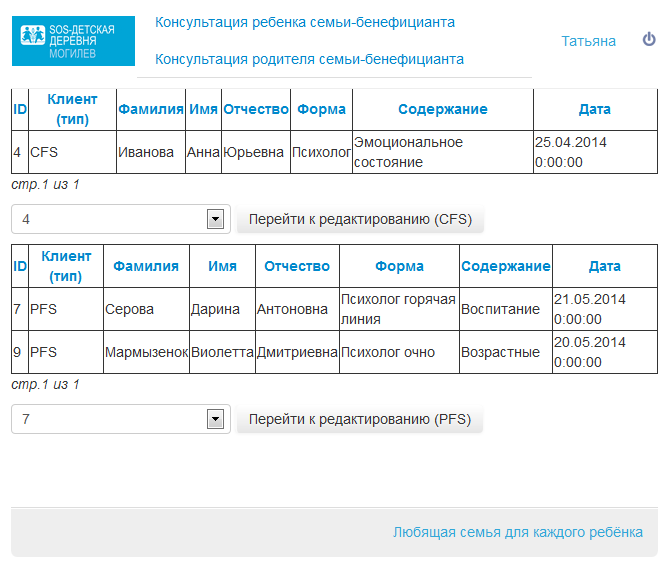 SOS-ДЕТСКАЯ
ДЕРЕВНЯ
МОГИЛЕВ
Консультация ребенка семьи-бенефицианта
Консультация родителя семьи-бенефицианта
Татьяна
ID Клиент (тип) Фамилия Имя Отчество Форма Содержание Дата
4 CFS Иванова Анна Юрьевна Психолог Эмоциональное состояние 25.04.2014 0:00:00
стр.1 из 1
4 Перейти к редактированию (CFS)
ID Клиент (тип) Фамилия Имя Отчество Форма Содержание Дата
7 PFS Серова Дарина Антоновна Психолог горячая линия Воспитание 21.05.2014 0:00:00
9 PFS Мармызенок Виолетта Дмитриевна Психолог очно Возрастные 20.05.2014 0:00:00
стр.1 из 1
7 Перейти к редактированию (PFS)
Любящая семья для каждого ребёнка